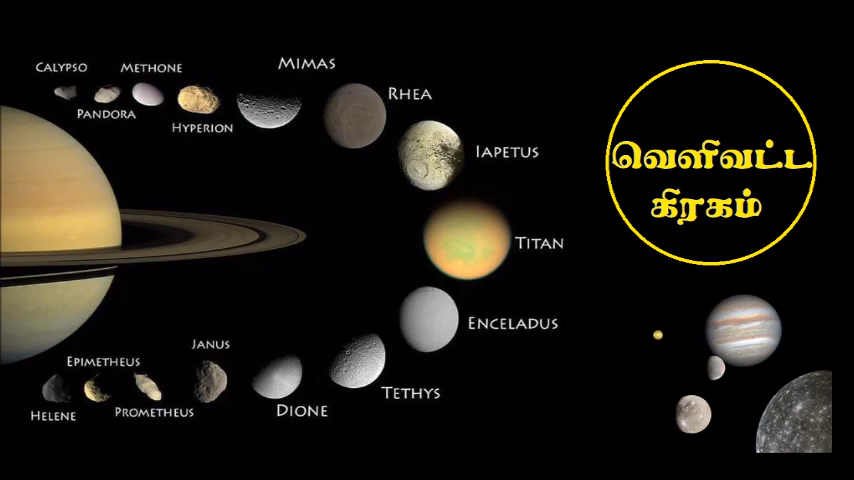 CALYPSO
METHONE
MIMAS
PANDORA
HYPERION
RHEA
IAPETUS
TITAN
ENCELADUS
TETHYS
DIONE
JANUS
EPIMETHEUS
PROMETHEUS
HELENE
வெளிவட்ட
கிரகம்